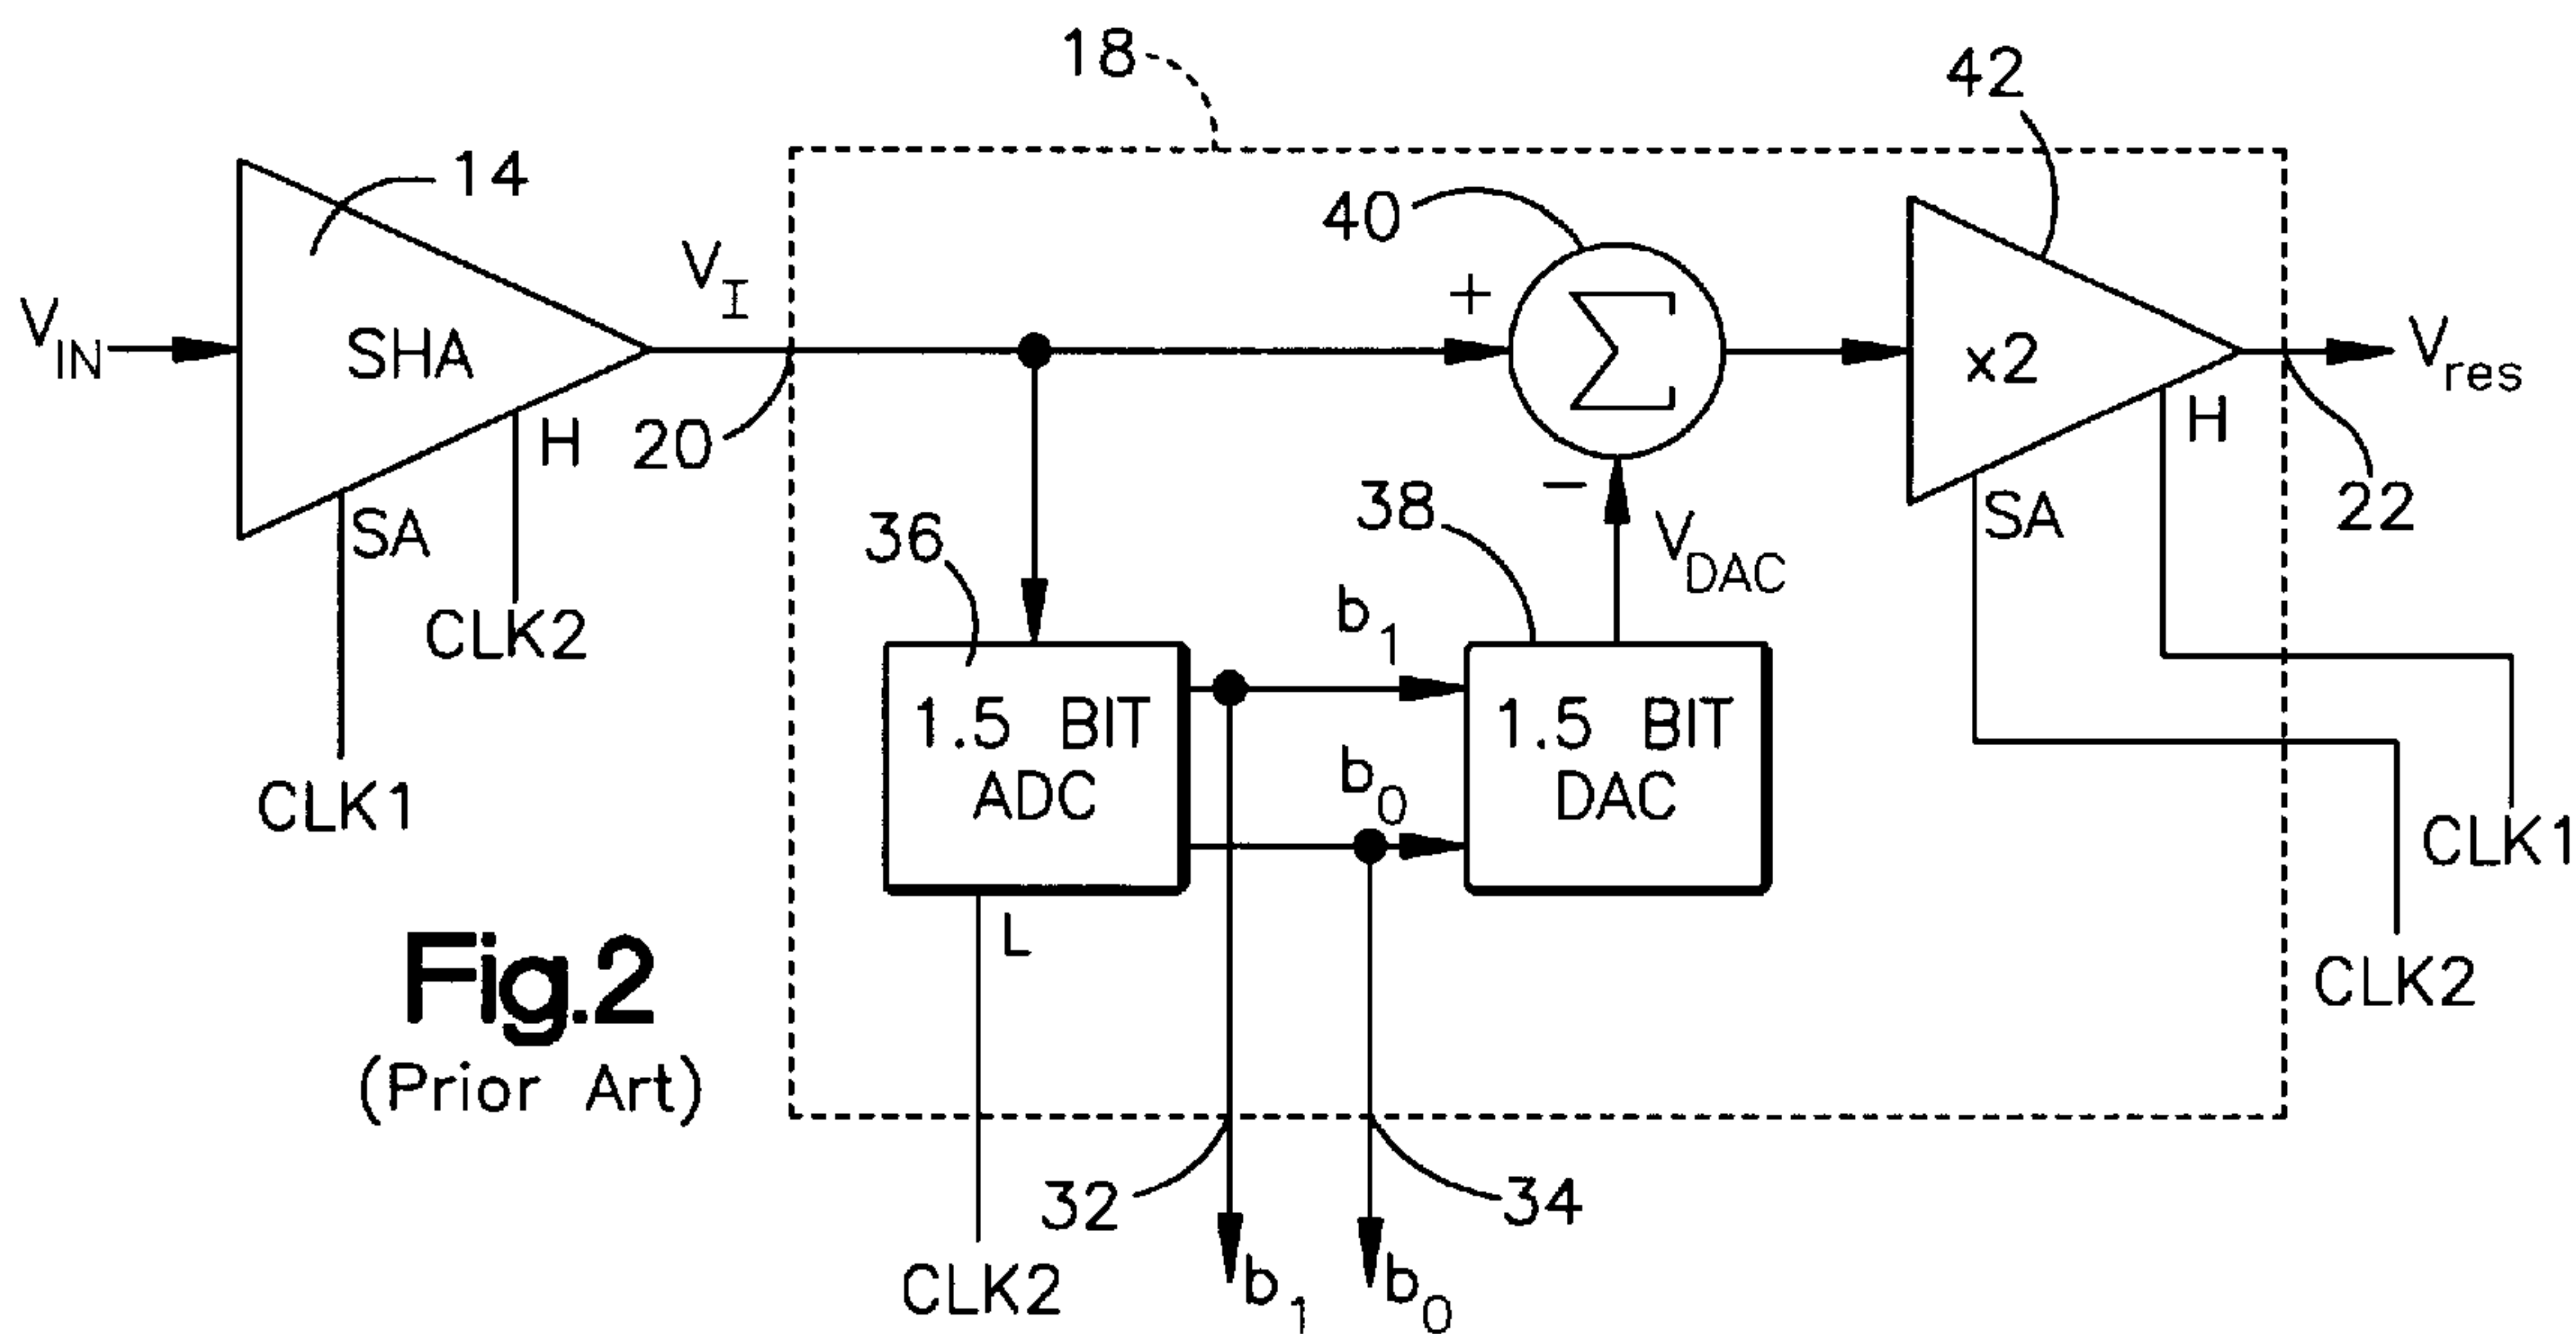 18
42
14
40
V_I
+
V_IN
SHA
Σ
x2
V_res
H
20
H
SA
−
38
SA
22
36
V_DAC
CLK2
b_1
1.5 BIT
ADC
1.5 BIT
DAC
b_0
CLK1
CLK1
L
CLK2
Fig.2
(Prior Art)
32
34
CLK2
b_1
b_0